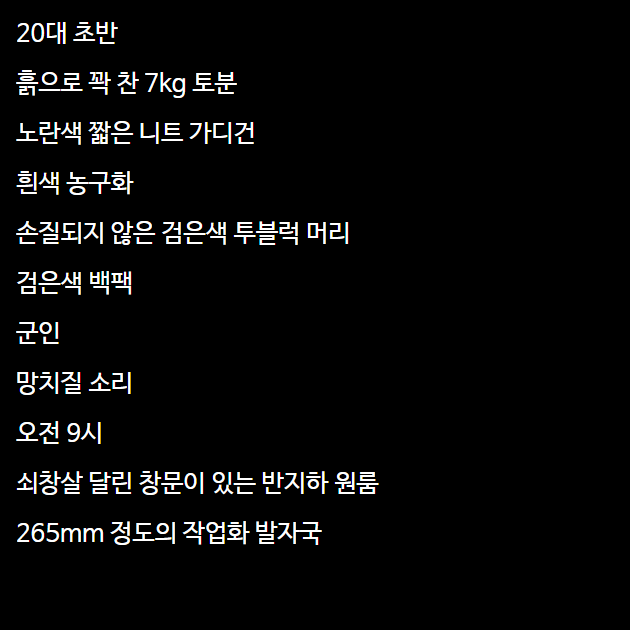 20대 초반
흙으로 꽉 찬 7kg 토분
노란색 짧은 니트 가디건
흰색 농구화
손질되지 않은 검은색 투블럭 머리
검은색 백팩
군인
망치질 소리
오전 9시
쇠창살 달린 창문이 있는 반지하 원룸
265mm 정도의 작업화 발자국